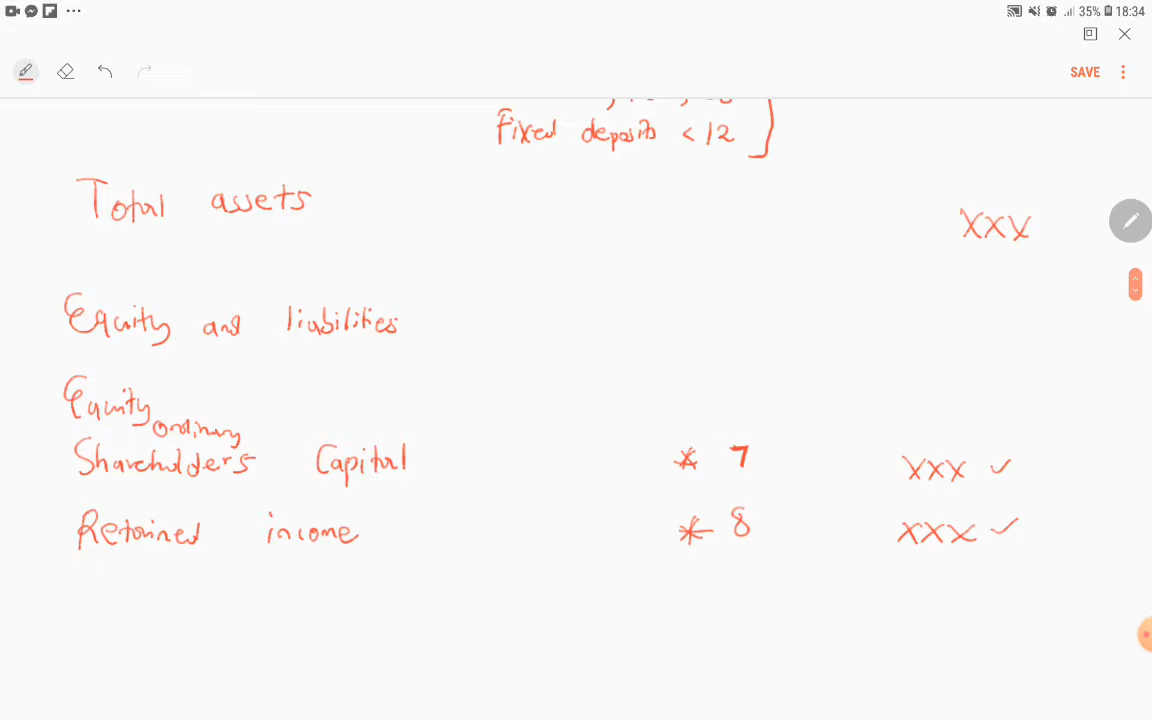 35% 18:34
SAVE
Fixed deposits < 12
Total assets
XXX
Equity and liabilities
Equity
ordinary
Shareholders Capital * 7 XXX ✓
Retained income * 8 XXX ✓